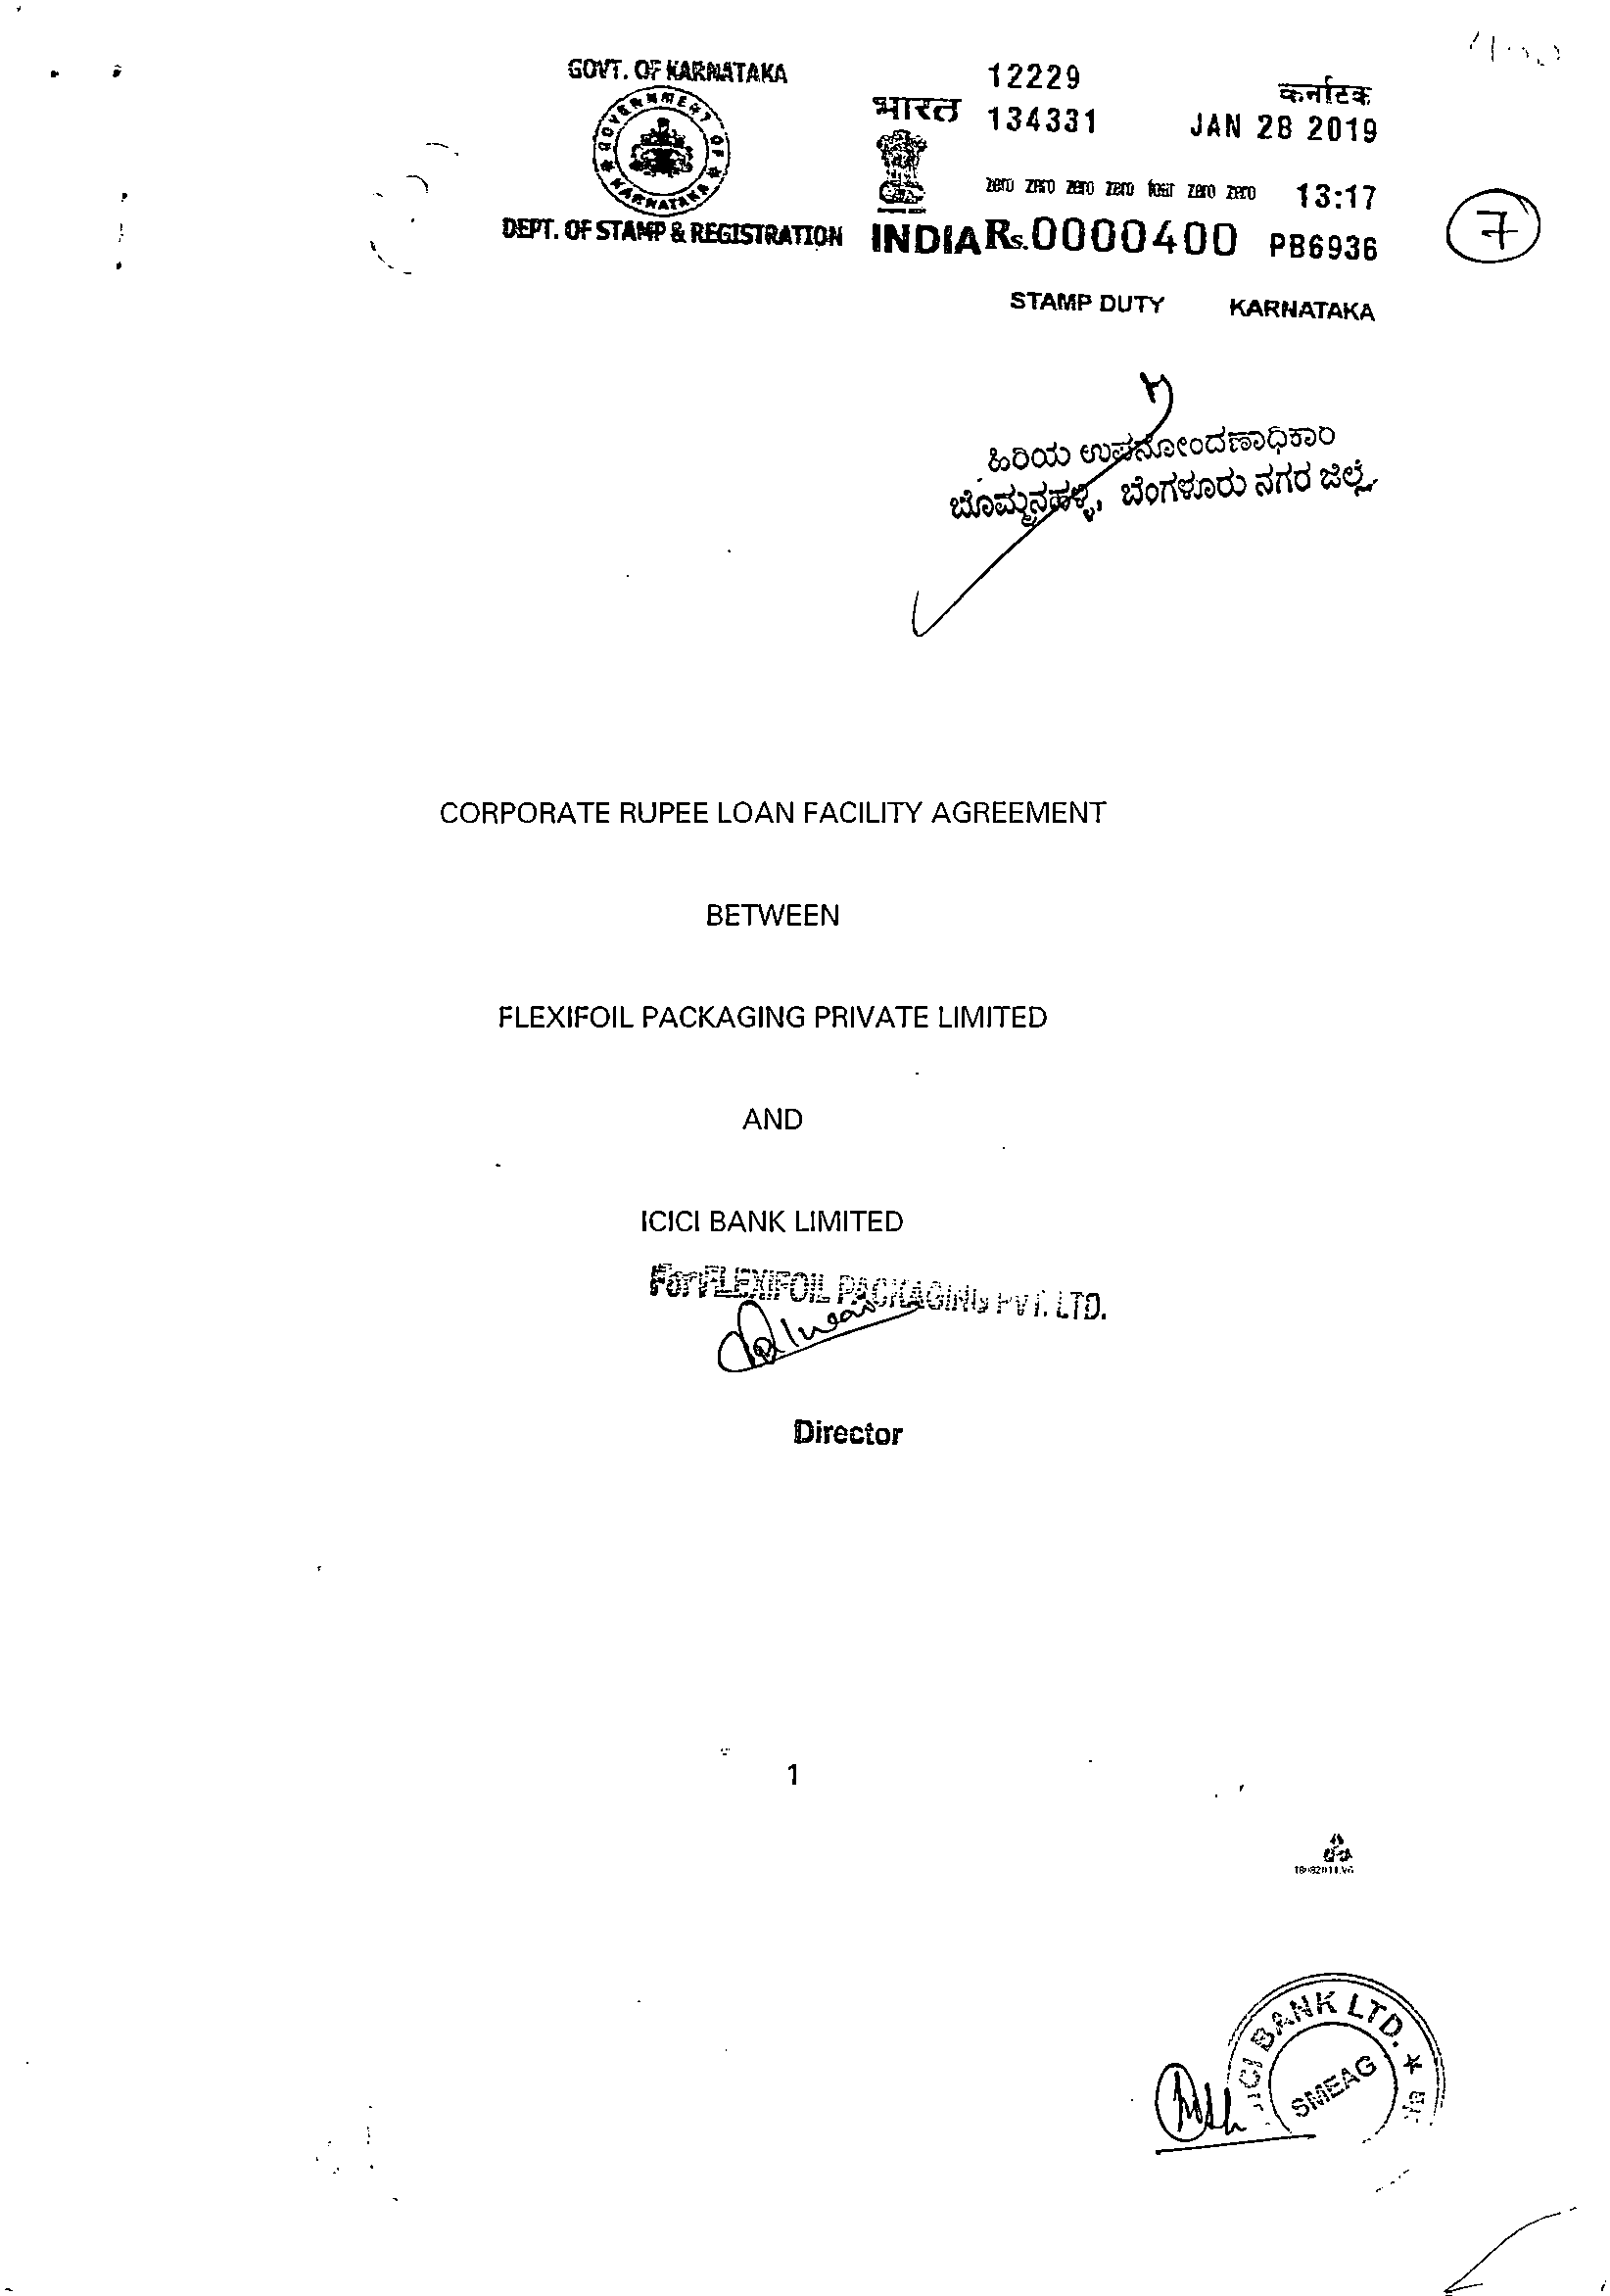 GOVT. OF KARNATAKA
GOVERNMENT OF KARNATAKA
DEPT. OF STAMP & REGISTRATION
भारत
INDIA
12229
134331
कर्नाटक
JAN 28 2019
zero zero zero zero four zero zero 13:17
Rs.0000400 PB6936
STAMP DUTY KARNATAKA
7
ಹಿರಿಯ ಉಪನೋಂದಣಾಧಿಕಾರಿ
ಬೊಮ್ಮನಹಳ್ಳಿ, ಬೆಂಗಳೂರು ನಗರ ಜಿಲ್ಲೆ.
CORPORATE RUPEE LOAN FACILITY AGREEMENT
BETWEEN
FLEXIFOIL PACKAGING PRIVATE LIMITED
AND
ICICI BANK LIMITED
For FLEXIFOIL PACKAGING PVT. LTD.
Director
1
ICICI BANK LTD. ★
SMEAG